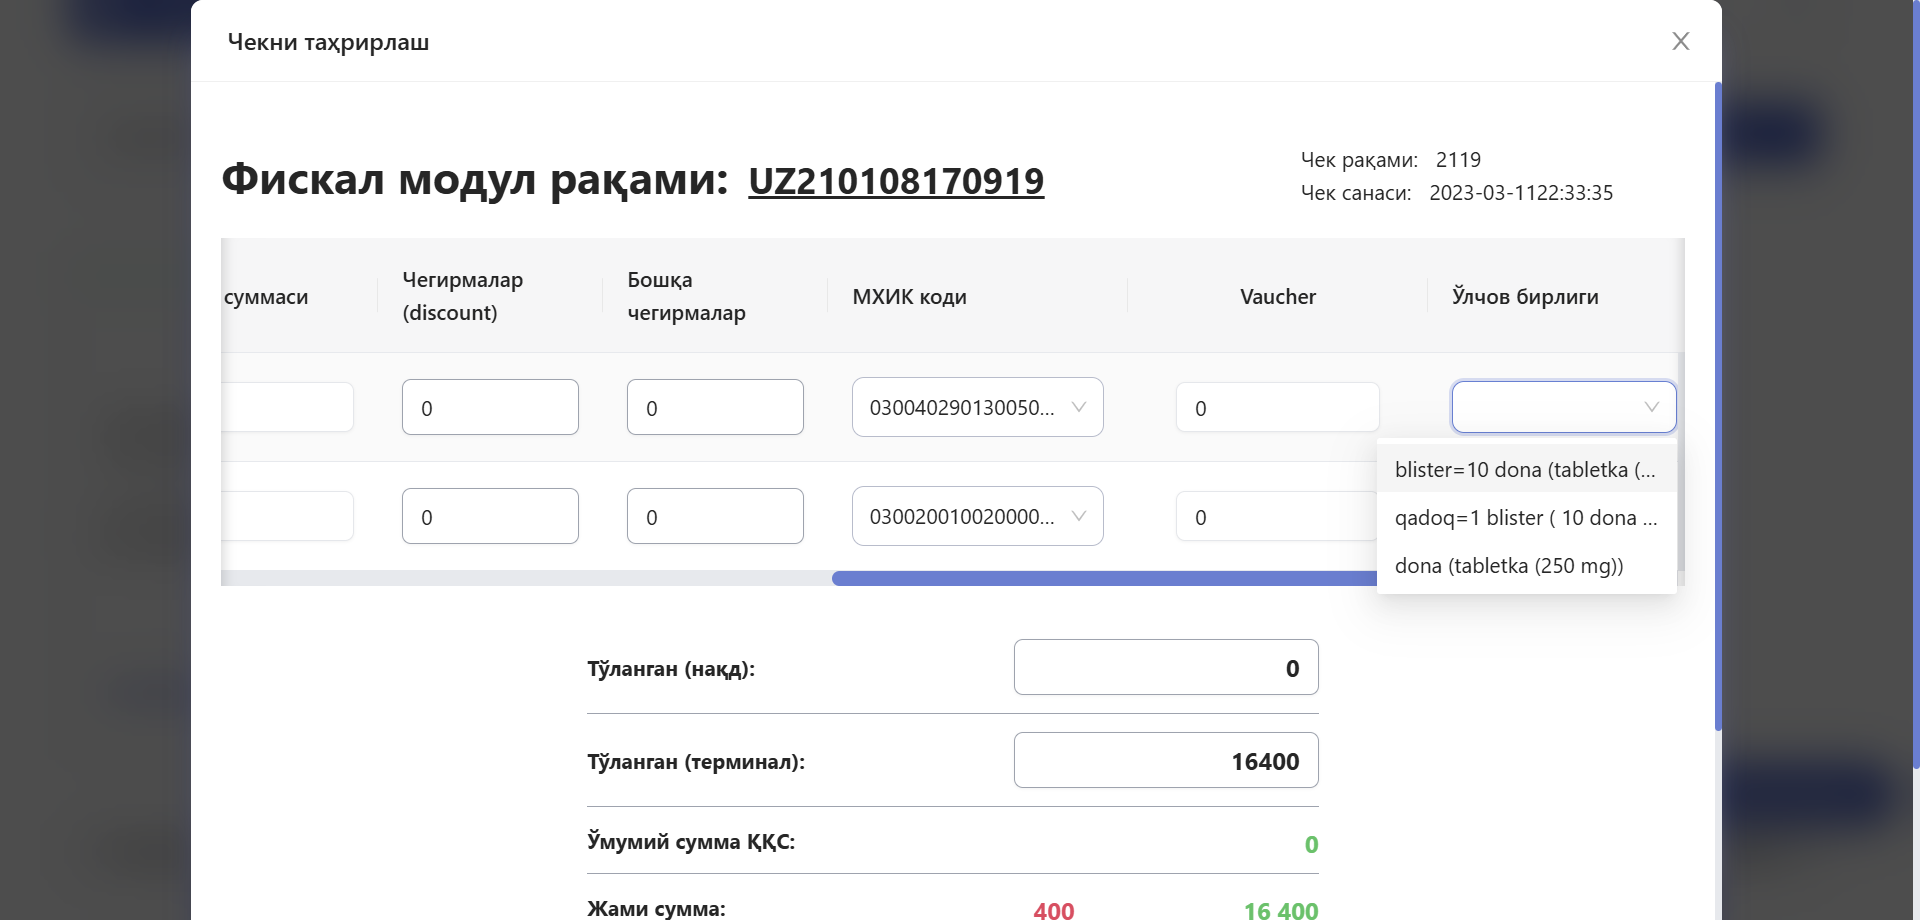 Чекни таҳрирлаш
Фискал модул рақами: UZ210108170919
Чек рақами: 2119
Чек санаси: 2023-03-1122:33:35
суммаси
Чегирмалар (discount)
Бошқа чегирмалар
МХИК коди
Vaucher
Ўлчов бирлиги
0
0
030040290130050...
0
0
0
030020010020000...
0
blister=10 dona (tabletka (...
qadoq=1 blister ( 10 dona ...
dona (tabletka (250 mg))
Тўланган (нақд): 0
Тўланган (терминал): 16400
Ўмумий сумма ҚҚС: 0
Жами сумма: 400 16 400